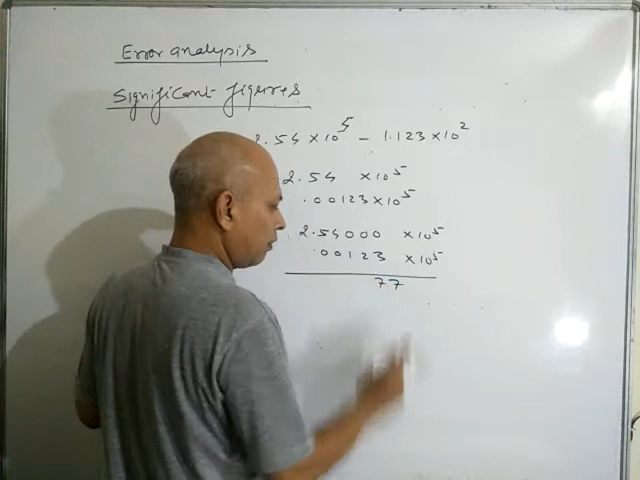 Error analysis
Significant figures
2.54 × 10^5 - 1.123 × 10^2
2.54 × 10^5
.00123 × 10^5
2.54000 × 10^5
.00123 × 10^5
77